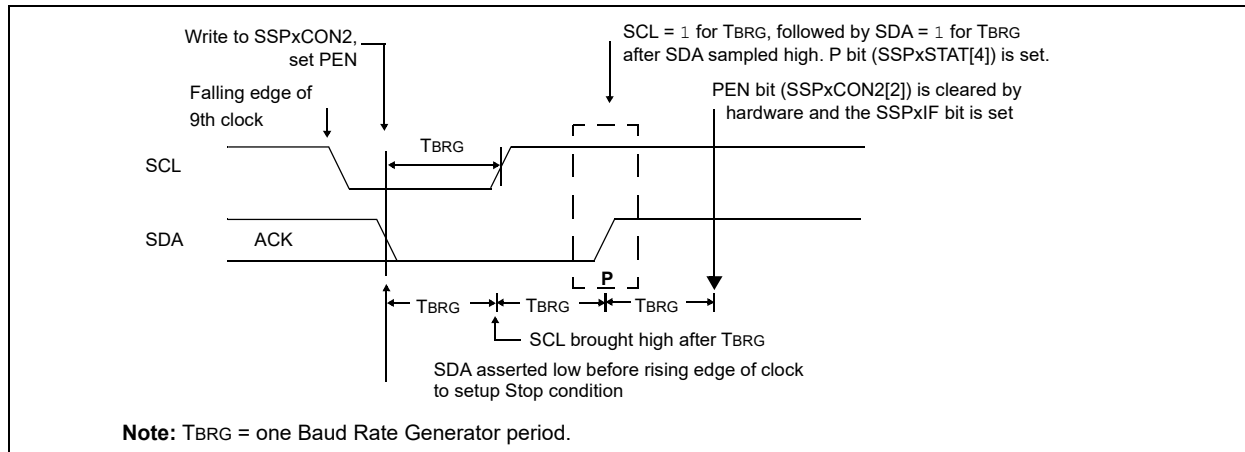 Write to SSPxCON2,
set PEN
SCL = 1 for TBRG, followed by SDA = 1 for TBRG
after SDA sampled high. P bit (SSPxSTAT[4]) is set.
Falling edge of
9th clock
PEN bit (SSPxCON2[2]) is cleared by
hardware and the SSPxIF bit is set
TBRG
SCL
SDA
ACK
P
TBRG
TBRG
TBRG
SCL brought high after TBRG
SDA asserted low before rising edge of clock
to setup Stop condition
Note: TBRG = one Baud Rate Generator period.